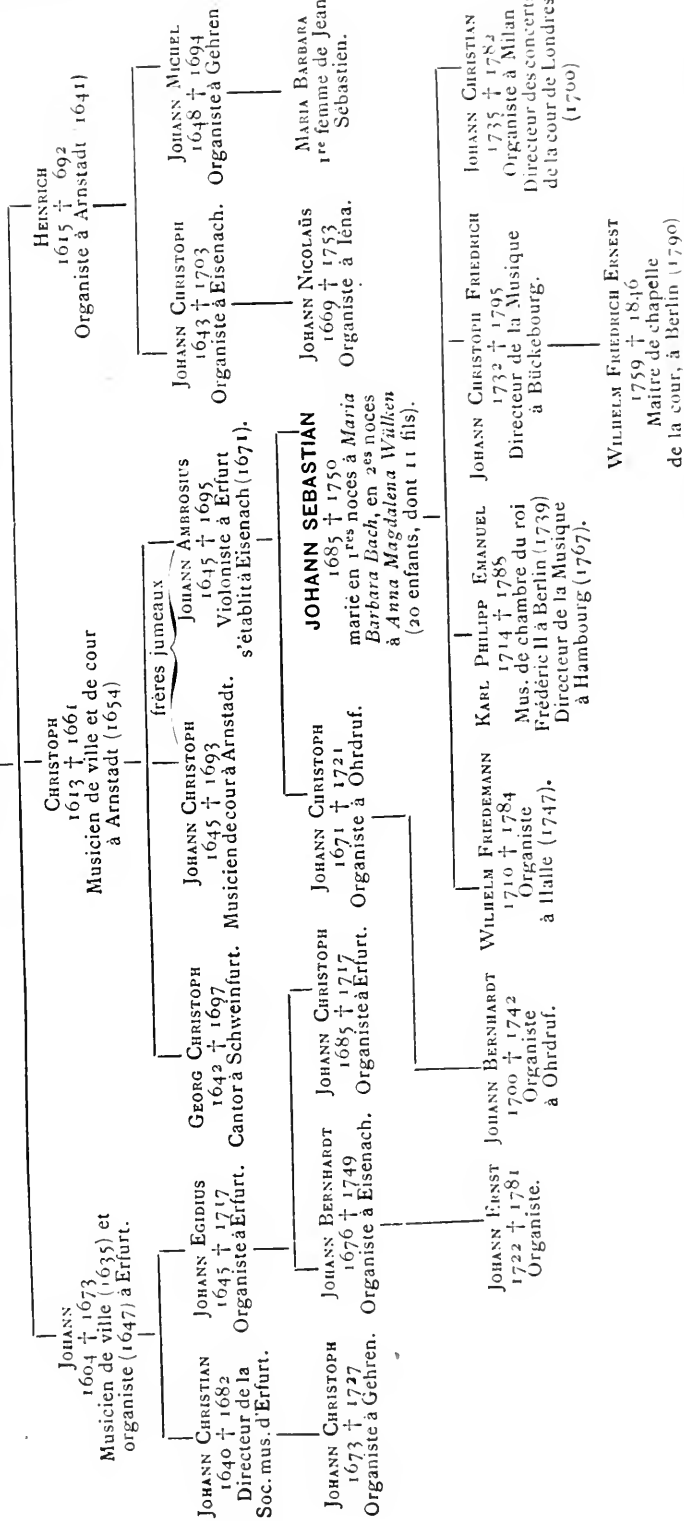 JOHANN
1604 † 1673
Musicien de ville (1635) et
organiste (1647) à Erfurt.
CHRISTOPH
1613 † 1661
Musicien de ville et de cour
à Arnstadt (1654)
HEINRICH
1615 † 692
Organiste à Arnstadt 1641)
JOHANN CHRISTIAN
1640 † 1682
Directeur de la
Soc. mus. d'Erfurt.
JOHANN EGIDIUS
1645 † 1717
Organiste à Erfurt.
GEORG CHRISTOPH
1642 † 1697
Cantor à Schweinfurt.
frères jumeaux
JOHANN CHRISTOPH
1645 † 1693
Musicien de cour à Arnstadt.
JOHANN AMBROSIUS
1645 † 1695
Violoniste à Erfurt
s'établit à Eisenach (1671).
JOHANN CHRISTOPH
1643 † 1703
Organiste à Eisenach.
JOHANN MICHEL
1648 † 1694
Organiste à Gehren.
JOHANN CHRISTOPH
1673 † 1727
Organiste à Gehren.
JOHANN BERNHARDT
1676 † 1749
Organiste à Eisenach.
JOHANN CHRISTOPH
1685 † 1717
Organiste à Erfurt.
JOHANN CHRISTOPH
1671 † 1721
Organiste à Ohrdruf.
JOHANN SEBASTIAN
1685 † 1750
marié en 1res noces à Maria
Barbara Bach, en 2es noces
à Anna Magdalena Wülken
(20 enfants, dont 11 fils).
JOHANN NICOLAÜS
1669 † 1753
Organiste à Iéna.
MARIA BARBARA
1re femme de Jean
Sebastien.
JOHANN ERNST
1722 † 1781
Organiste.
JOHANN BERNHARDT
1700 † 1742
Organiste
à Ohrdruf.
WILHELM FRIEDEMANN
1710 † 1784
Organiste
à Halle (1747).
KARL PHILIPP EMANUEL
1714 † 1788
Mus. de chambre du roi
Frédéric II à Berlin (1739)
Directeur de la Musique
à Hambourg (1767).
JOHANN CHRISTOPH FRIEDRICH
1732 † 1795
Directeur de la Musique
à Bückebourg.
JOHANN CHRISTIAN
1735 † 1782
Organiste à Milan
Directeur des concerts
de la cour de Londres
(1700)
WILHELM FRIEDRICH ERNEST
1759 † 1846
Maitre de chapelle
de la cour, à Berlin (1790)